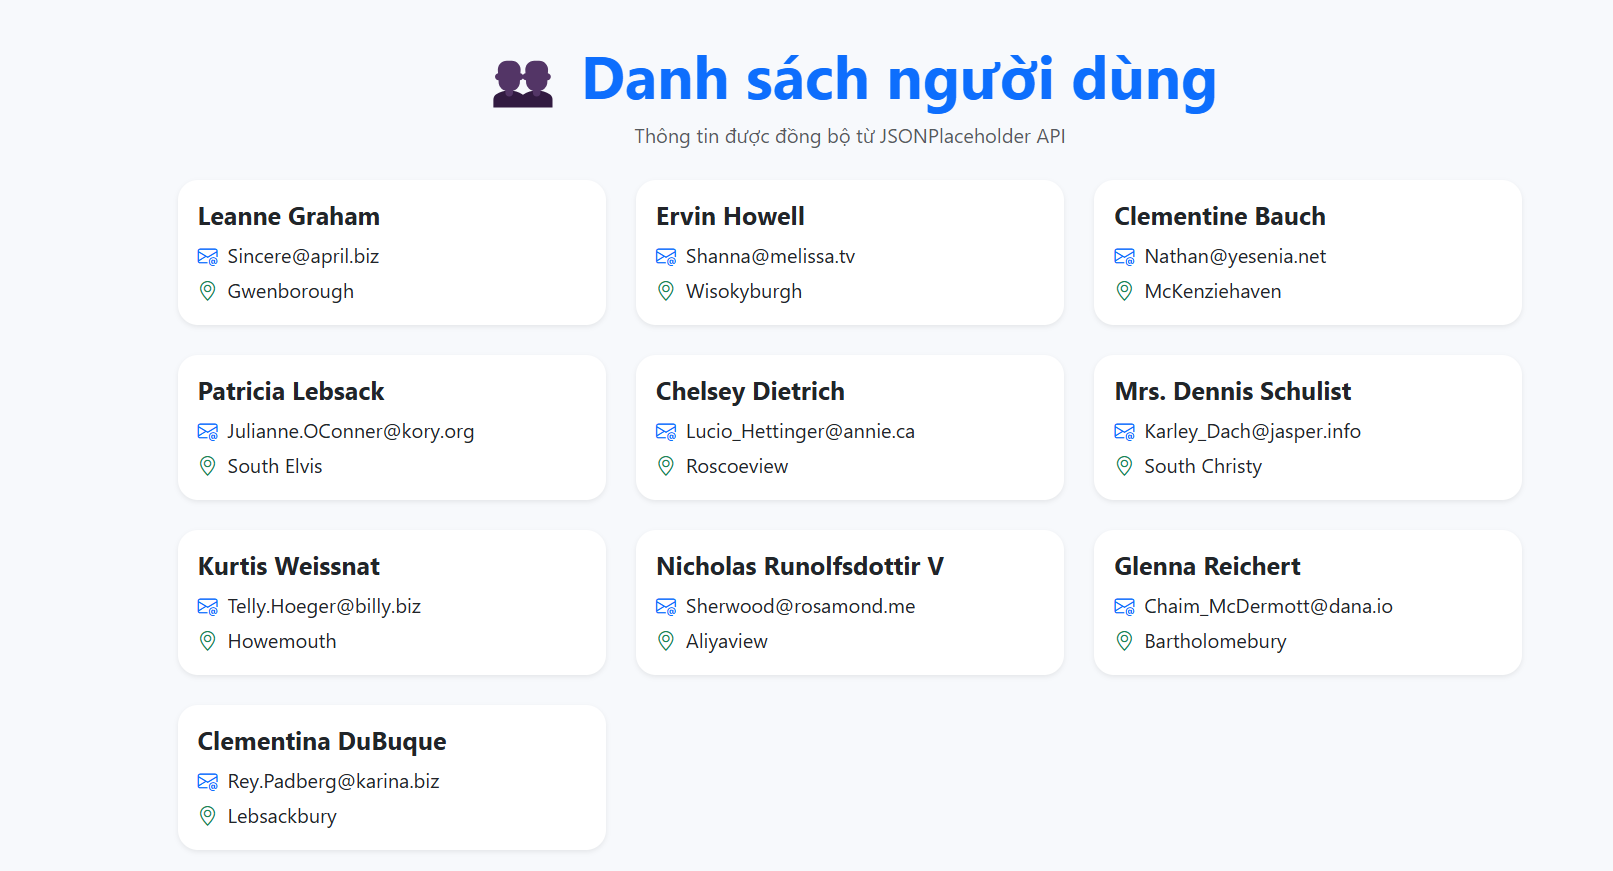 Danh sách người dùng
Thông tin được đồng bộ từ JSONPlaceholder API
Leanne Graham
Sincere@april.biz
Gwenborough
Ervin Howell
Shanna@melissa.tv
Wisokyburgh
Clementine Bauch
Nathan@yesenia.net
McKenziehaven
Patricia Lebsack
Julianne.OConner@kory.org
South Elvis
Chelsey Dietrich
Lucio_Hettinger@annie.ca
Roscoeview
Mrs. Dennis Schulist
Karley_Dach@jasper.info
South Christy
Kurtis Weissnat
Telly.Hoeger@billy.biz
Howemouth
Nicholas Runolfsdottir V
Sherwood@rosamond.me
Aliyaview
Glenna Reichert
Chaim_McDermott@dana.io
Bartholomebury
Clementina DuBuque
Rey.Padberg@karina.biz
Lebsackbury